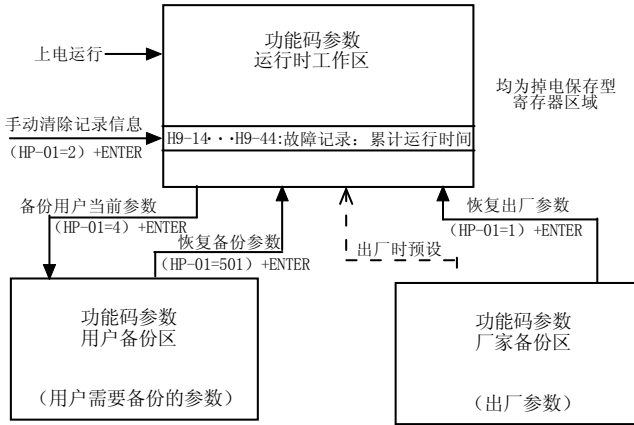 功能码参数
运行时工作区
上电运行
均为掉电保存型
寄存器区域
手动清除记录信息
(HP-01=2) +ENTER
H9-14··H9-44:故障记录: 累计运行时间
备份用户当前参数
(HP-01=4) +ENTER
恢复备份参数
(HP-01=501) +ENTER
出厂时预设
恢复出厂参数
(HP-01=1) +ENTER
功能码参数
用户备份区
(用户需要备份的参数)
功能码参数
厂家备份区
(出厂参数)